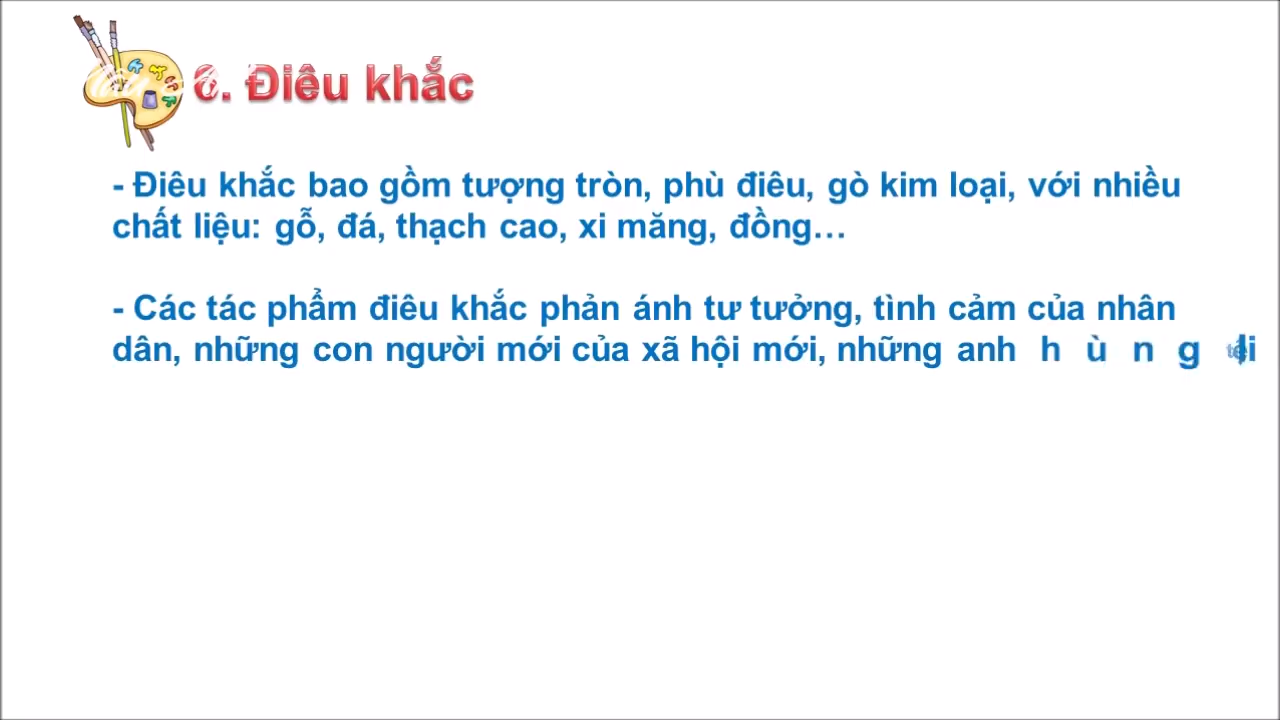 6. Điêu khắc
- Điêu khắc bao gồm tượng tròn, phù điêu, gò kim loại, với nhiều
chất liệu: gỗ, đá, thạch cao, xi măng, đồng…
- Các tác phẩm điêu khắc phản ánh tư tưởng, tình cảm của nhân
dân, những con người mới của xã hội mới, những anh hùng